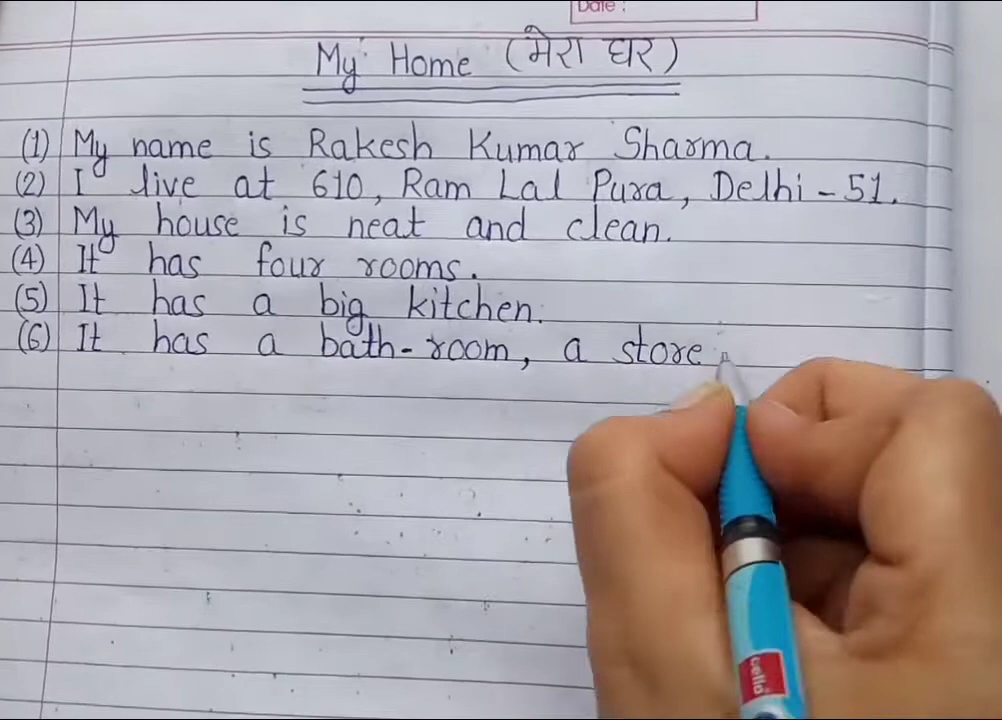 Date :
My Home (मेरा घर)
(1) My name is Rakesh Kumar Sharma.
(2) I live at 610, Ram Lal Pura, Delhi - 51.
(3) My house is neat and clean.
(4) It has four rooms.
(5) It has a big kitchen.
(6) It has a bath-room, a store
cello